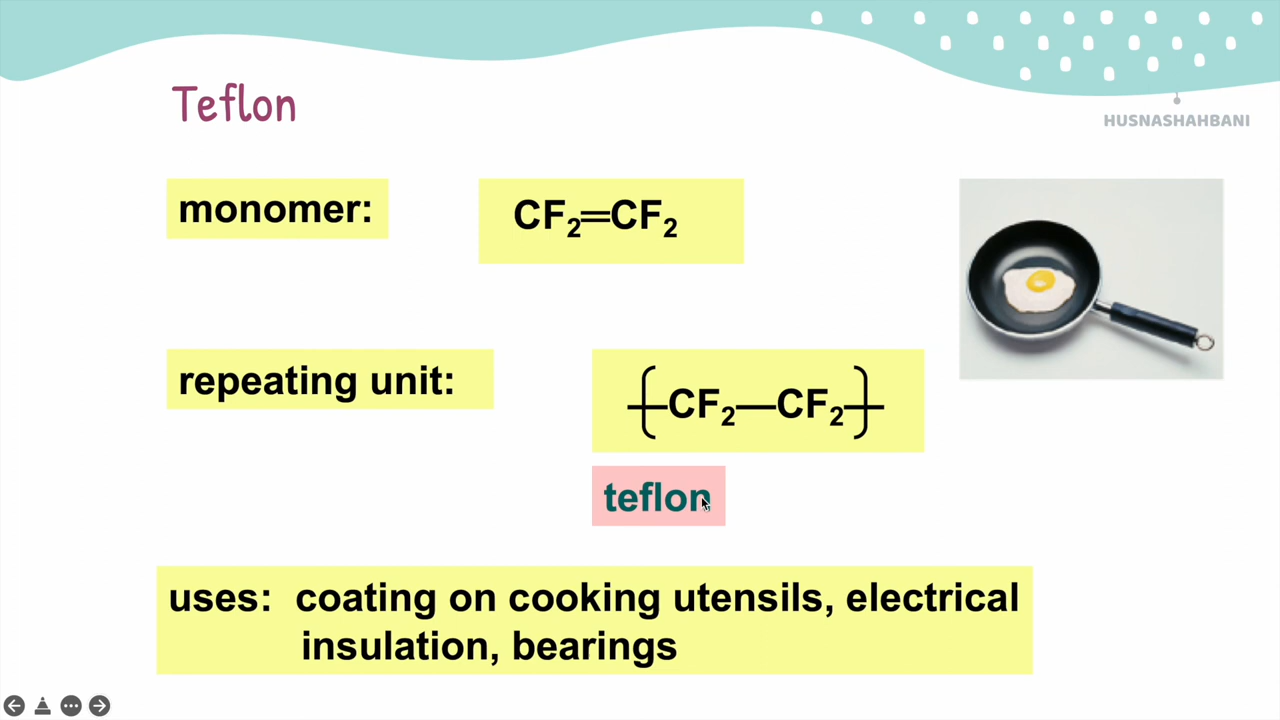 Teflon
HUSNASHAHBANI
monomer:
CF₂═CF₂
repeating unit:
─[─CF₂—CF₂─]─
teflon
uses: coating on cooking utensils, electrical
insulation, bearings